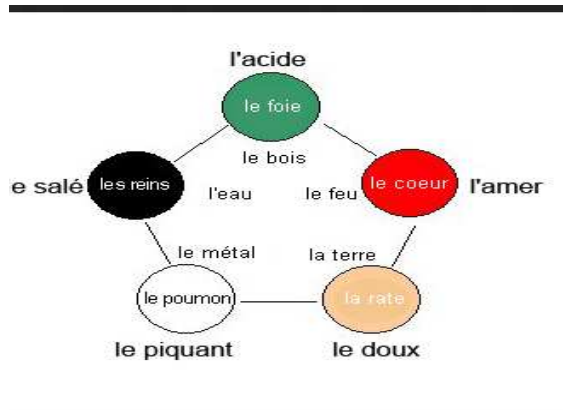 l'acide
le foie
le bois
e salé
les reins
l'eau
le feu
le coeur
l'amer
le métal
la terre
le poumon
la rate
le piquant
le doux